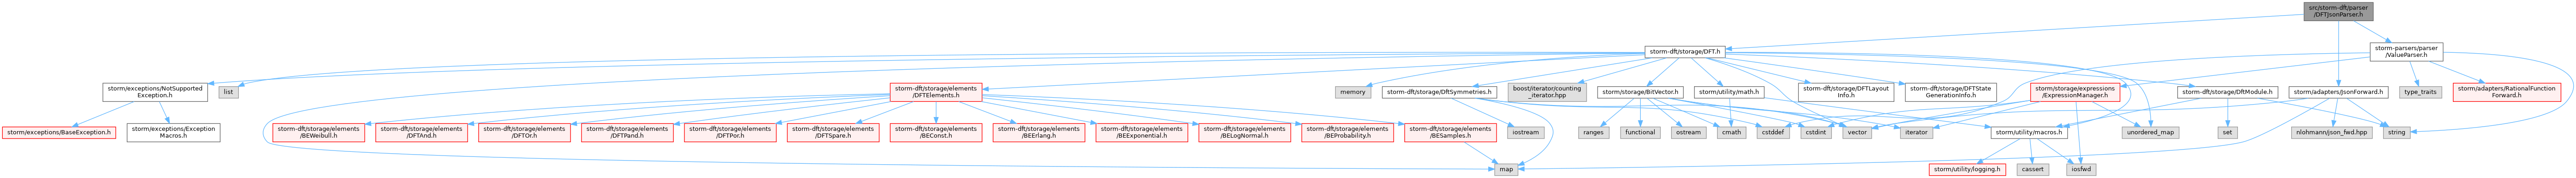 src/storm-dft/parser
/DFTJsonParser.h
storm-dft/storage/DFT.h
storm-parsers/parser
/ValueParser.h
storm/exceptions/NotSupported
Exception.h
list
storm-dft/storage/elements
/DFTElements.h
memory
storm-dft/storage/DftSymmetries.h
boost/iterator/counting
_iterator.hpp
storm/storage/BitVector.h
storm/utility/math.h
storm-dft/storage/DFTLayout
Info.h
storm-dft/storage/DFTState
GenerationInfo.h
storm/storage/expressions
/ExpressionManager.h
storm-dft/storage/DftModule.h
storm/adapters/JsonForward.h
type_traits
storm/adapters/RationalFunction
Forward.h
storm/exceptions/BaseException.h
storm/exceptions/Exception
Macros.h
storm-dft/storage/elements
/BEWeibull.h
storm-dft/storage/elements
/DFTAnd.h
storm-dft/storage/elements
/DFTOr.h
storm-dft/storage/elements
/DFTPand.h
storm-dft/storage/elements
/DFTPor.h
storm-dft/storage/elements
/DFTSpare.h
storm-dft/storage/elements
/BEConst.h
storm-dft/storage/elements
/BEErlang.h
storm-dft/storage/elements
/BEExponential.h
storm-dft/storage/elements
/BELogNormal.h
storm-dft/storage/elements
/BEProbability.h
storm-dft/storage/elements
/BESamples.h
iostream
ranges
functional
ostream
cmath
cstddef
cstdint
vector
iterator
storm/utility/macros.h
unordered_map
set
nlohmann/json_fwd.hpp
string
map
storm/utility/logging.h
cassert
iosfwd